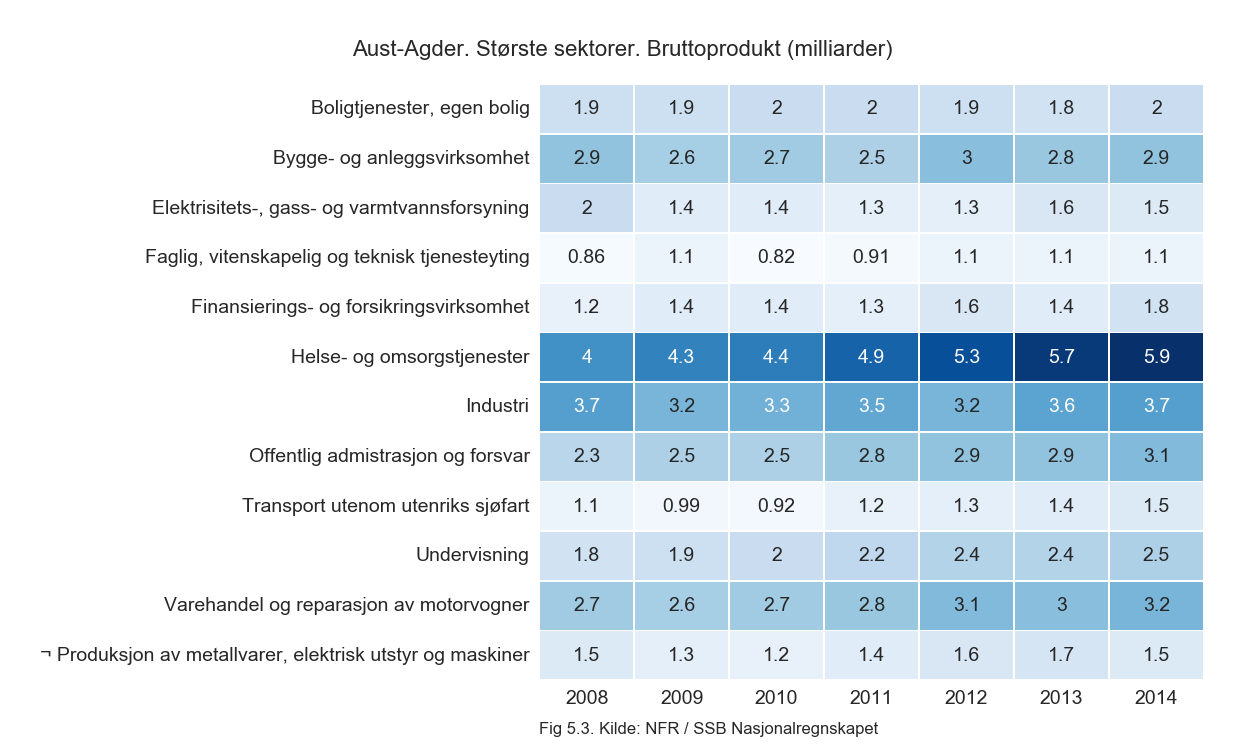 Aust-Agder. Største sektorer. Bruttoprodukt (milliarder)
Boligtjenester, egen bolig 1.9 1.9 2 2 1.9 1.8 2
Bygge- og anleggsvirksomhet 2.9 2.6 2.7 2.5 3 2.8 2.9
Elektrisitets-, gass- og varmtvannsforsyning 2 1.4 1.4 1.3 1.3 1.6 1.5
Faglig, vitenskapelig og teknisk tjenesteyting 0.86 1.1 0.82 0.91 1.1 1.1 1.1
Finansierings- og forsikringsvirksomhet 1.2 1.4 1.4 1.3 1.6 1.4 1.8
Helse- og omsorgstjenester 4 4.3 4.4 4.9 5.3 5.7 5.9
Industri 3.7 3.2 3.3 3.5 3.2 3.6 3.7
Offentlig admistrasjon og forsvar 2.3 2.5 2.5 2.8 2.9 2.9 3.1
Transport utenom utenriks sjøfart 1.1 0.99 0.92 1.2 1.3 1.4 1.5
Undervisning 1.8 1.9 2 2.2 2.4 2.4 2.5
Varehandel og reparasjon av motorvogner 2.7 2.6 2.7 2.8 3.1 3 3.2
¬ Produksjon av metallvarer, elektrisk utstyr og maskiner 1.5 1.3 1.2 1.4 1.6 1.7 1.5
2008 2009 2010 2011 2012 2013 2014
Fig 5.3. Kilde: NFR / SSB Nasjonalregnskapet